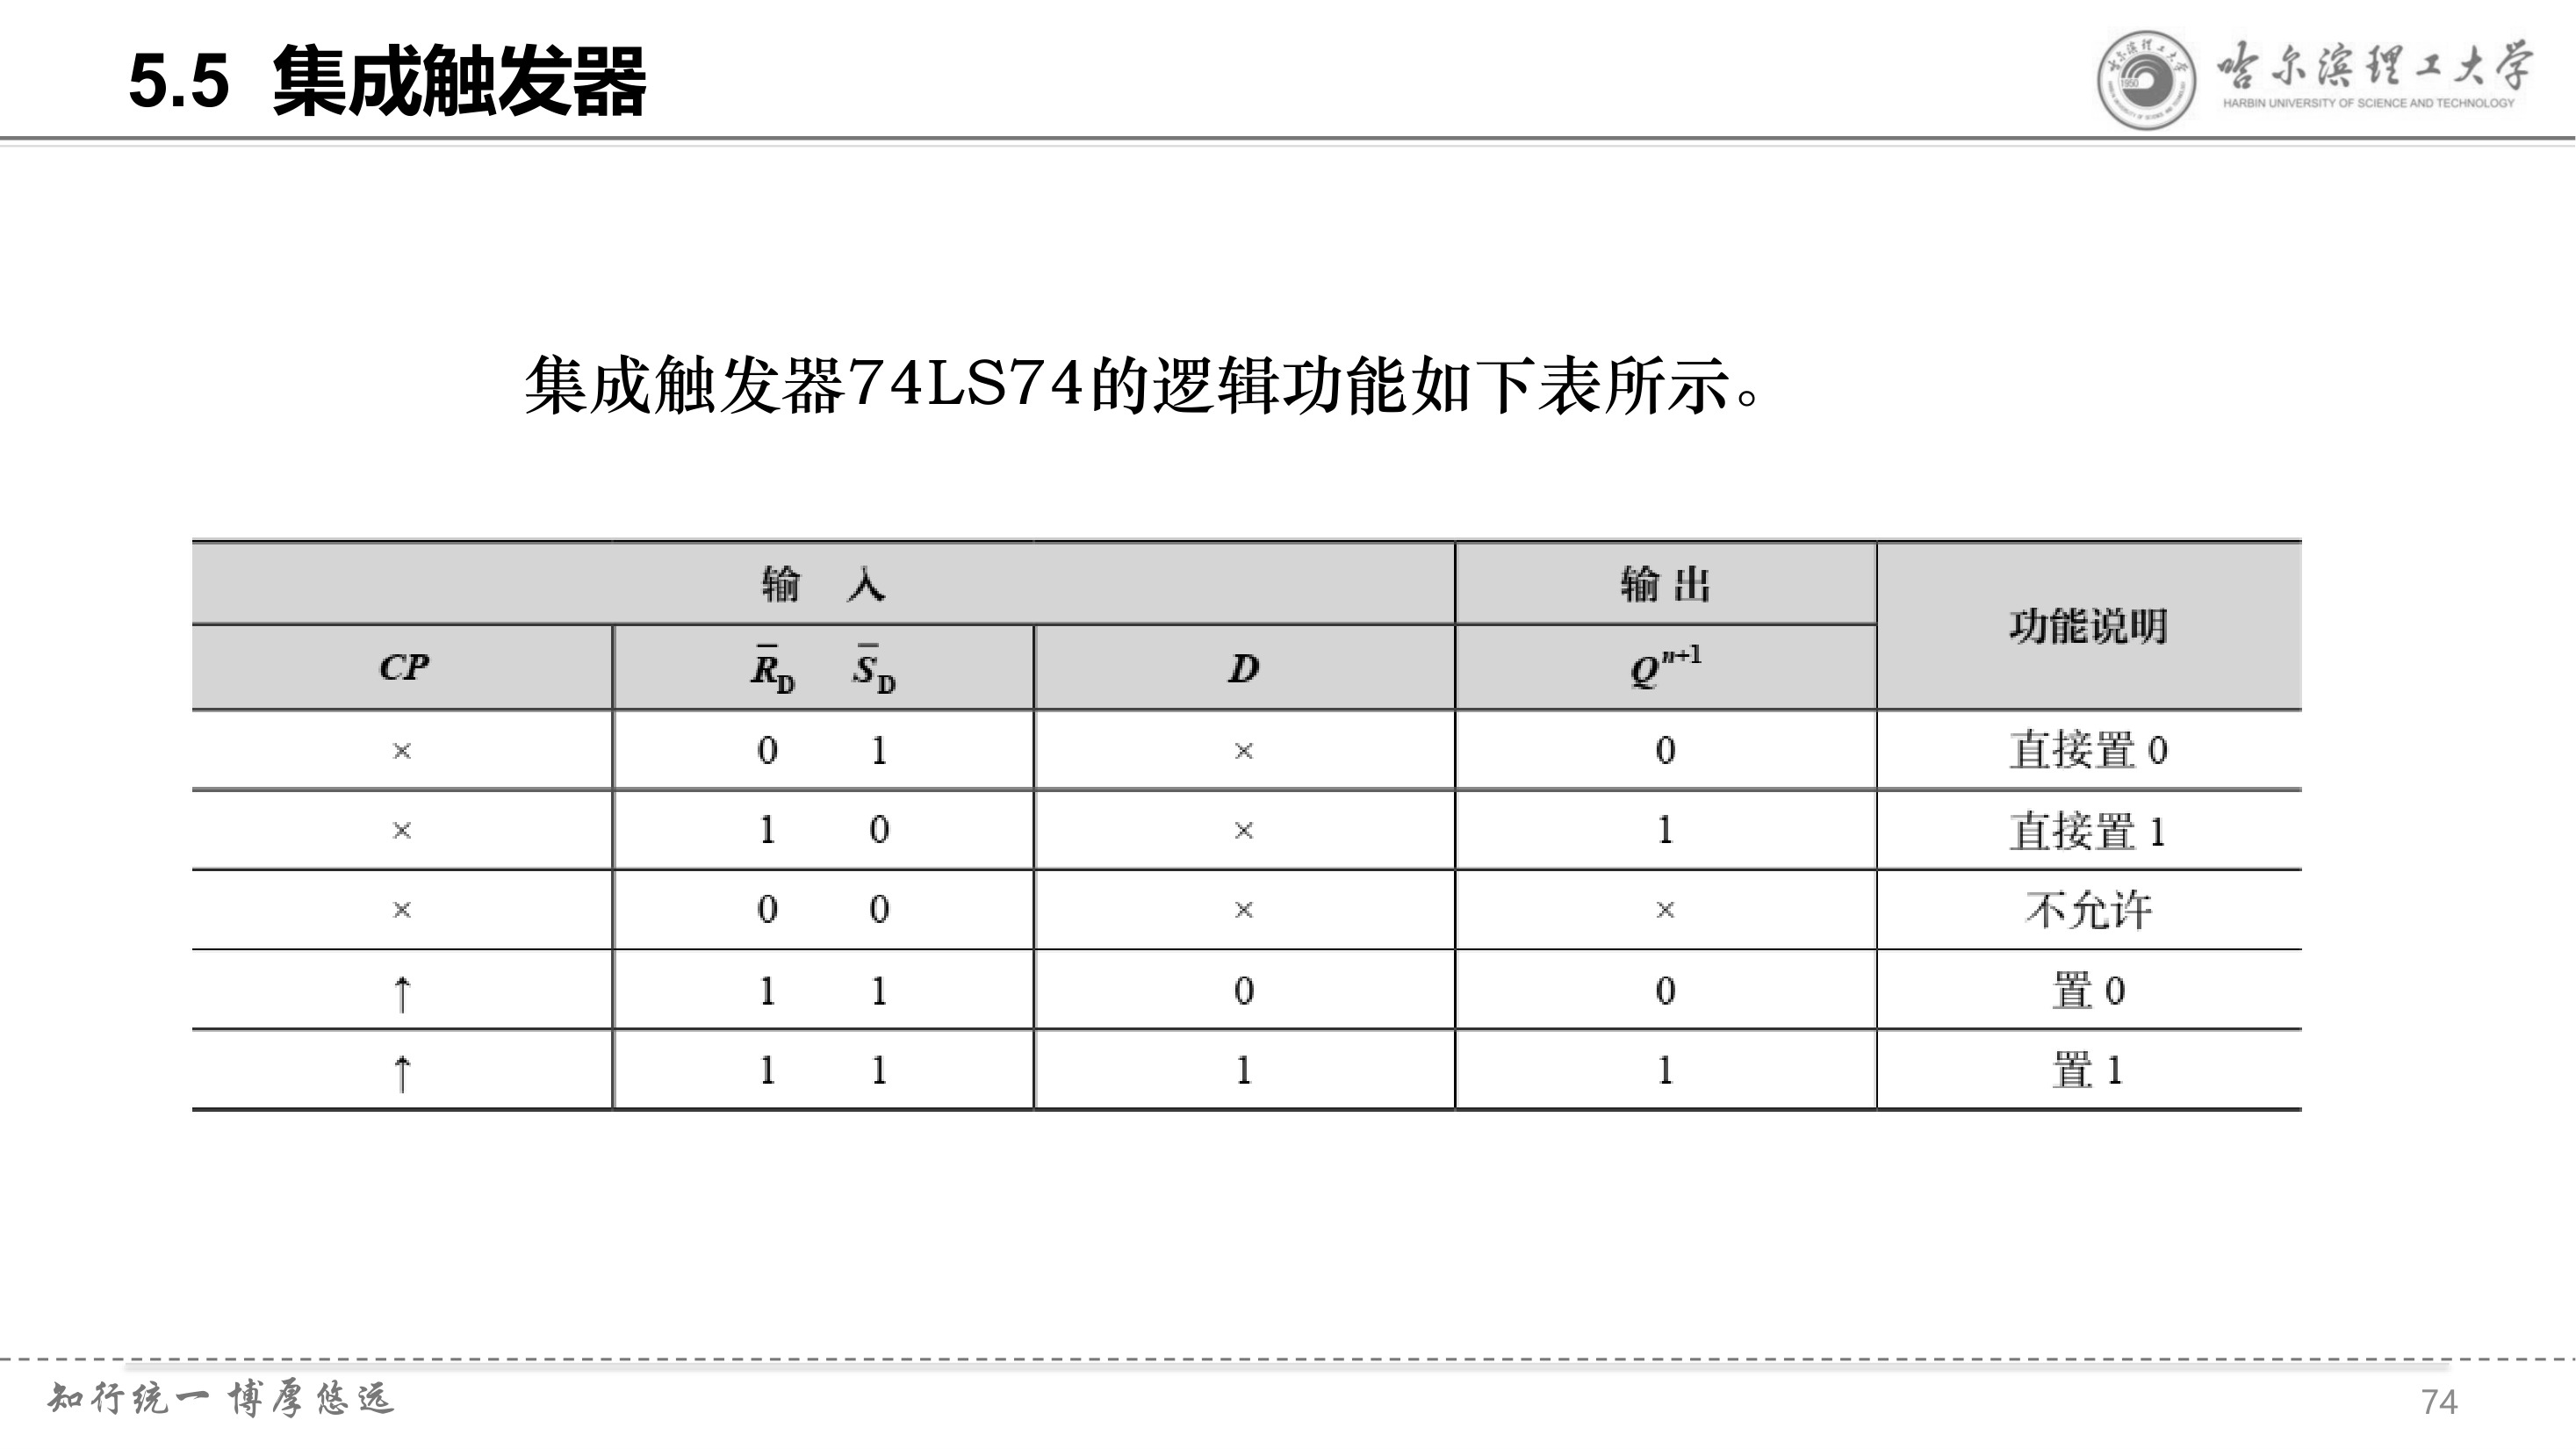 5.5 集成触发器
哈尔滨理工大学
HARBIN UNIVERSITY OF SCIENCE AND TECHNOLOGY
1950
集成触发器74LS74的逻辑功能如下表所示。
输 入 输 出 功能说明
CP R̅D S̅D D Qⁿ⁺¹
× 0 1 × 0 直接置 0
× 1 0 × 1 直接置 1
× 0 0 × × 不允许
↑ 1 1 0 0 置 0
↑ 1 1 1 1 置 1
知行统一 博厚悠远
74